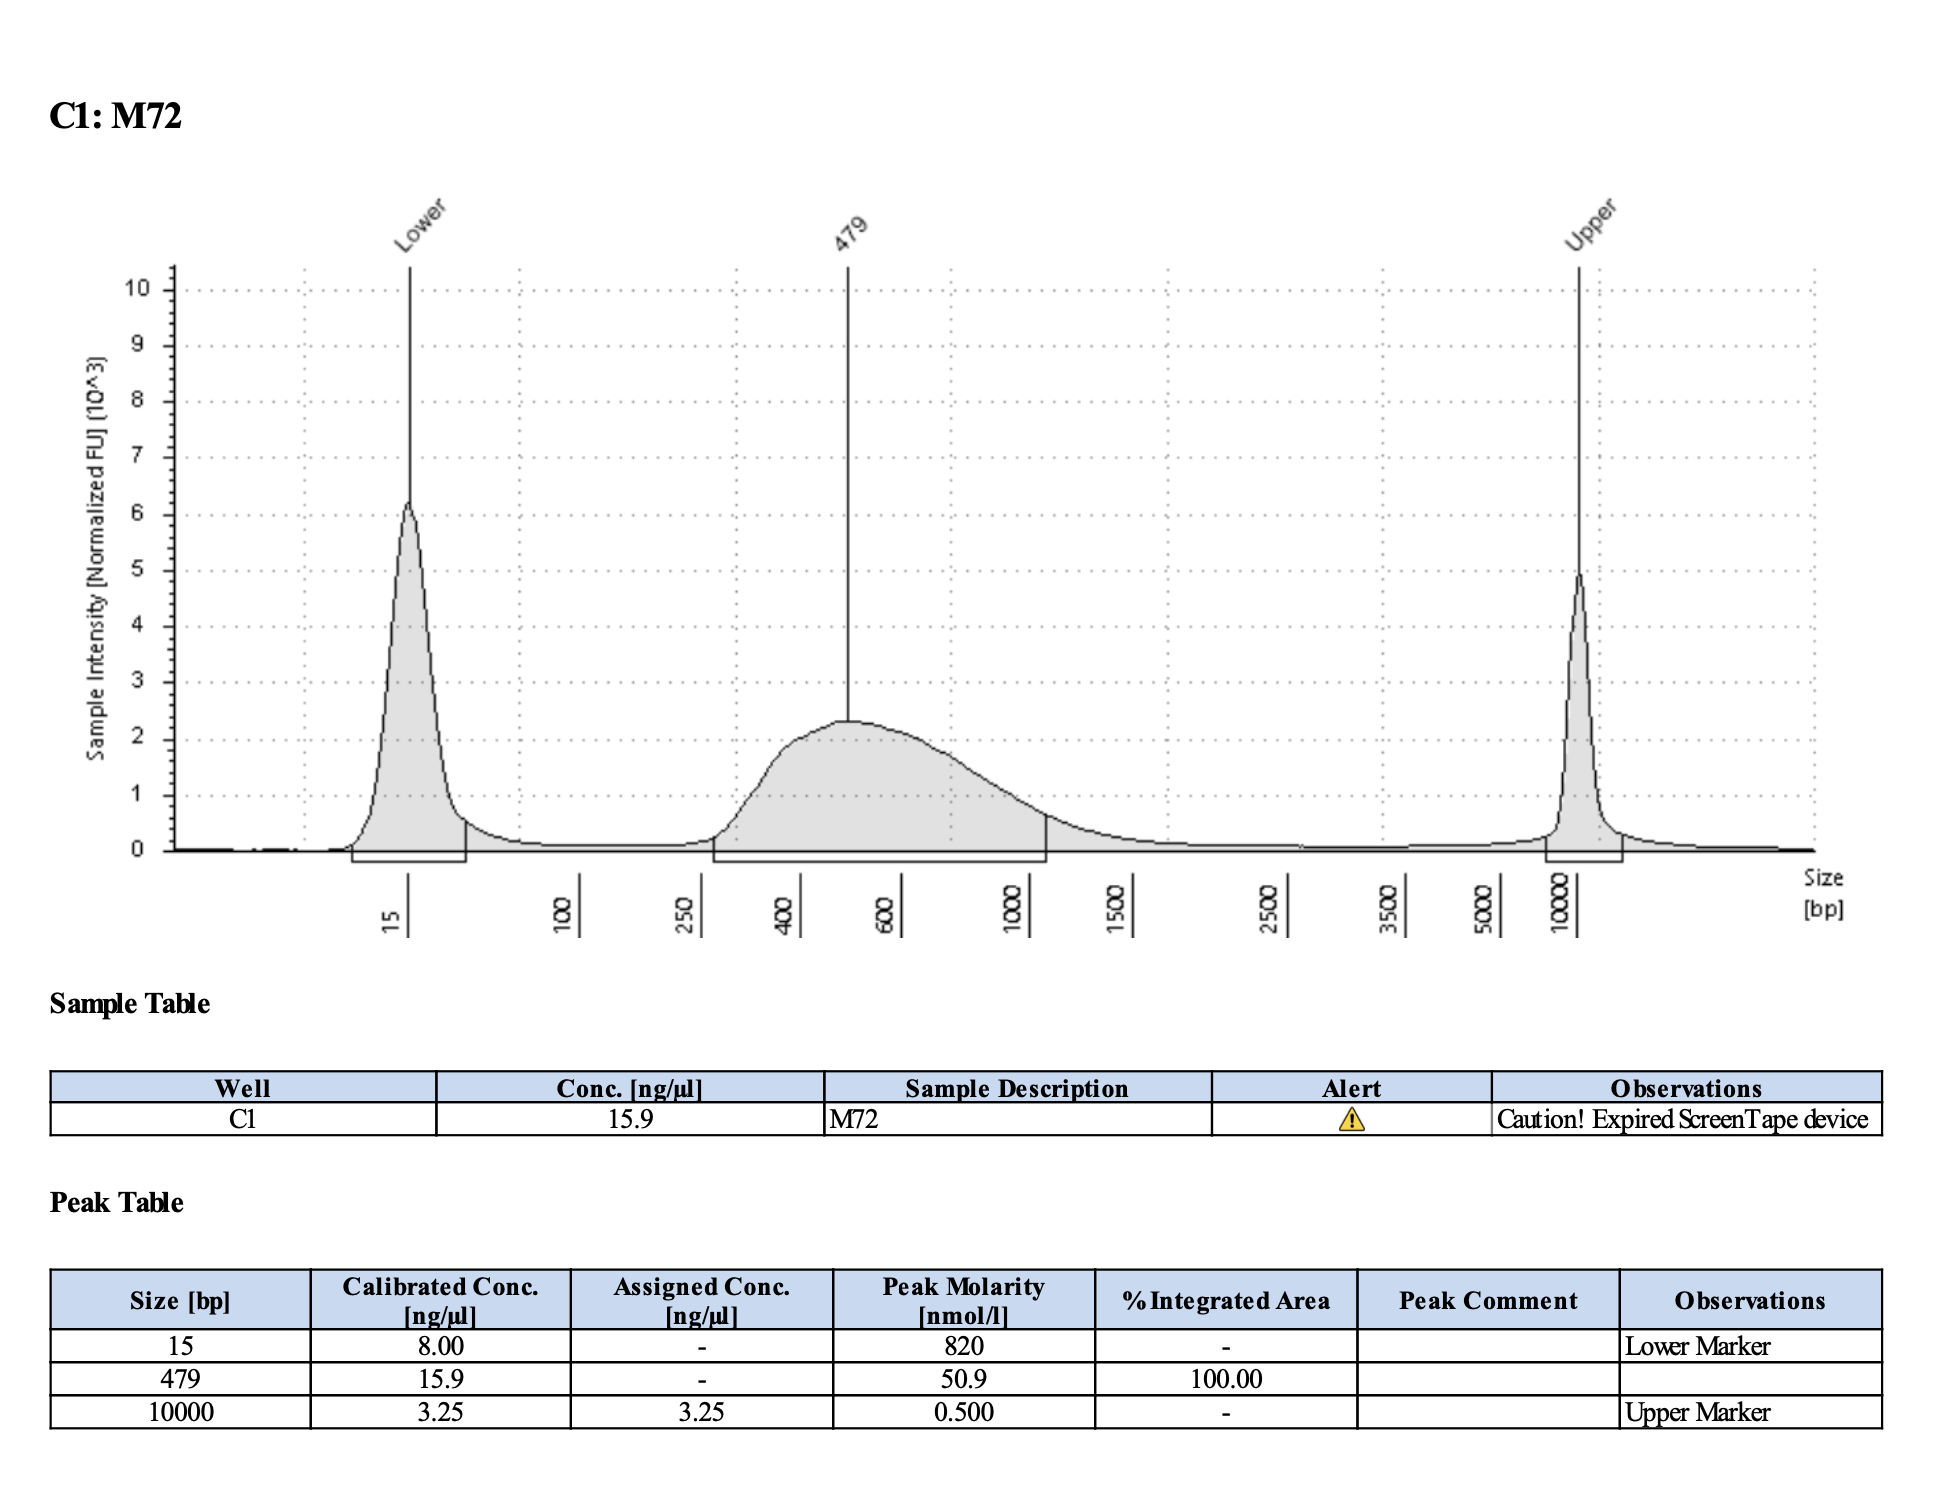 C1: M72
Lower
479
Upper
10
9
8
7
6
5
4
3
2
1
0
Sample Intensity [Normalized FU] (10^3)
15
100
250
400
600
1000
1500
2500
3500
5000
10000
Size
[bp]
Sample Table
Well Conc. [ng/µl] Sample Description Alert Observations
C1 15.9 M72 Caution! Expired ScreenTape device
Peak Table
Size [bp] Calibrated Conc. [ng/µl] Assigned Conc. [ng/µl] Peak Molarity [nmol/l] % Integrated Area Peak Comment Observations
15 8.00 - 820 - Lower Marker
479 15.9 - 50.9 100.00
10000 3.25 3.25 0.500 - Upper Marker